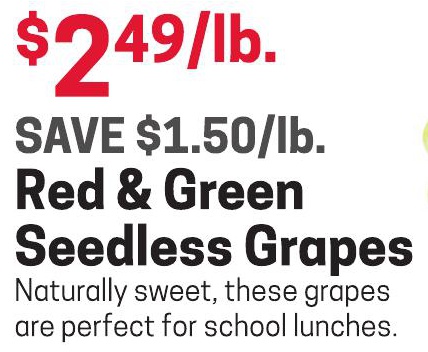 $2 49/lb.
SAVE $1.50/lb.
Red & Green
Seedless Grapes
Naturally sweet, these grapes
are perfect for school lunches.